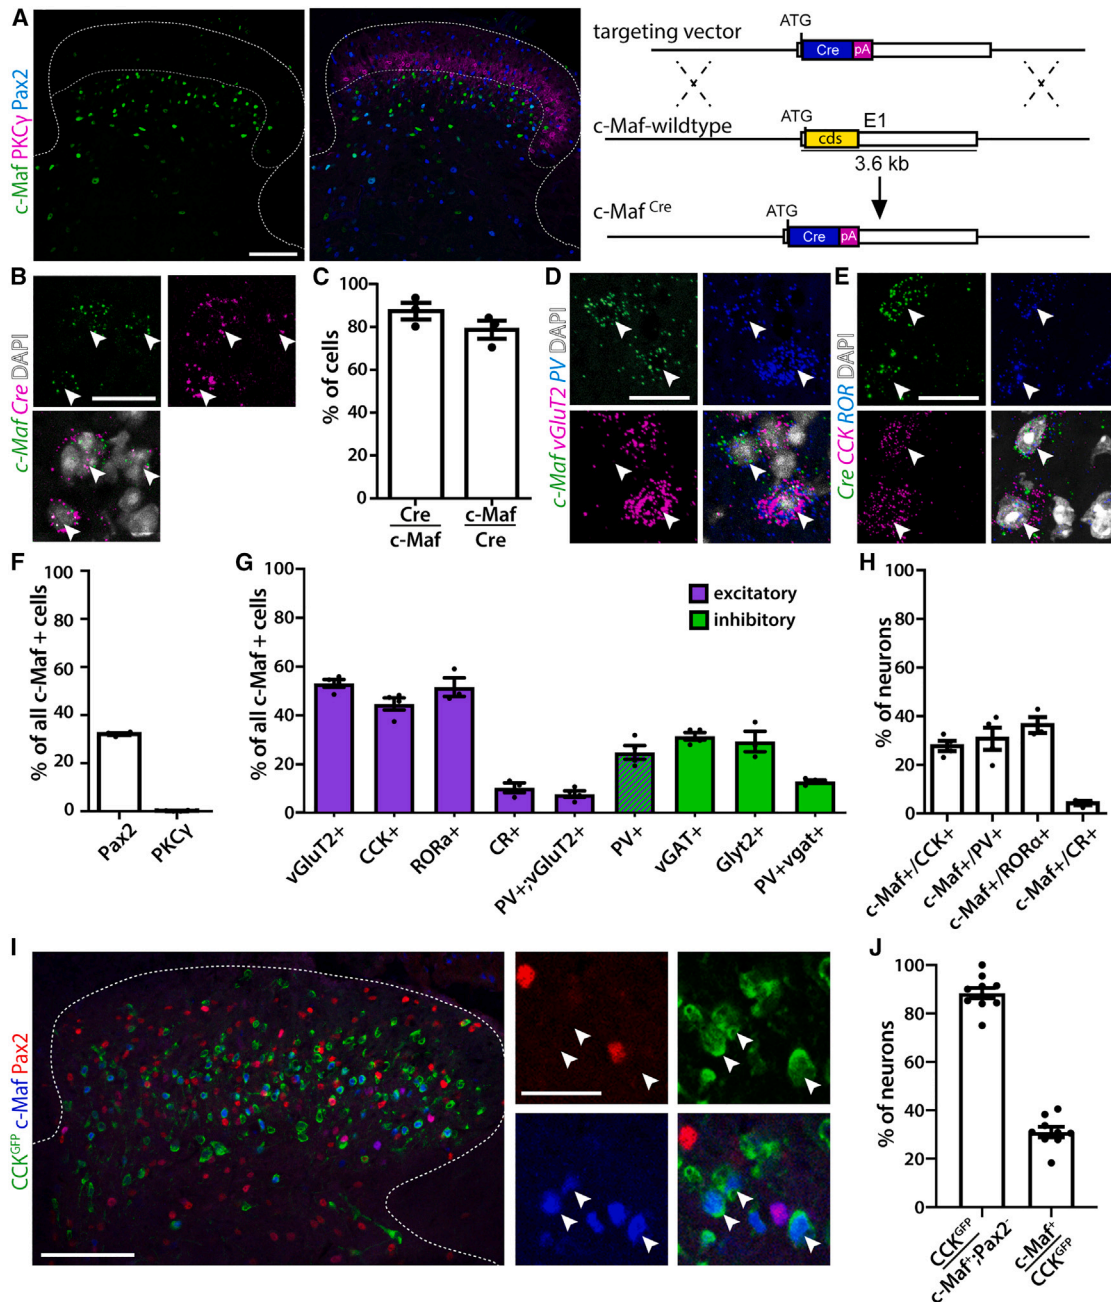 A
c-Maf PKCγ Pax2
targeting vector
ATG
Cre
pA
c-Maf-wildtype
ATG
cds
E1
3.6 kb
c-Maf Cre
ATG
Cre
pA
B
c-Maf Cre DAPI
C
% of cells
100
80
60
40
20
0
Cre
c-Maf
c-Maf
Cre
D
c-Maf vGluT2 PV DAPI
E
Cre CCK ROR DAPI
F
% of all c-Maf + cells
100
80
60
40
20
0
Pax2
PKCγ
G
% of all c-Maf + cells
100
80
60
40
20
0
excitatory
inhibitory
vGluT2+
CCK+
RORa+
CR+
PV+;vGluT2+
PV+
vGAT+
Glyt2+
PV+vgat+
H
% of neurons
100
80
60
40
20
0
c-Maf+/CCK+
c-Maf+/PV+
c-Maf+/RORα+
c-Maf+/CR+
I
CCKGFP c-Maf Pax2
J
% of neurons
100
80
60
40
20
0
CCKGFP
c-Maf+;Pax2-
c-Maf+
CCKGFP